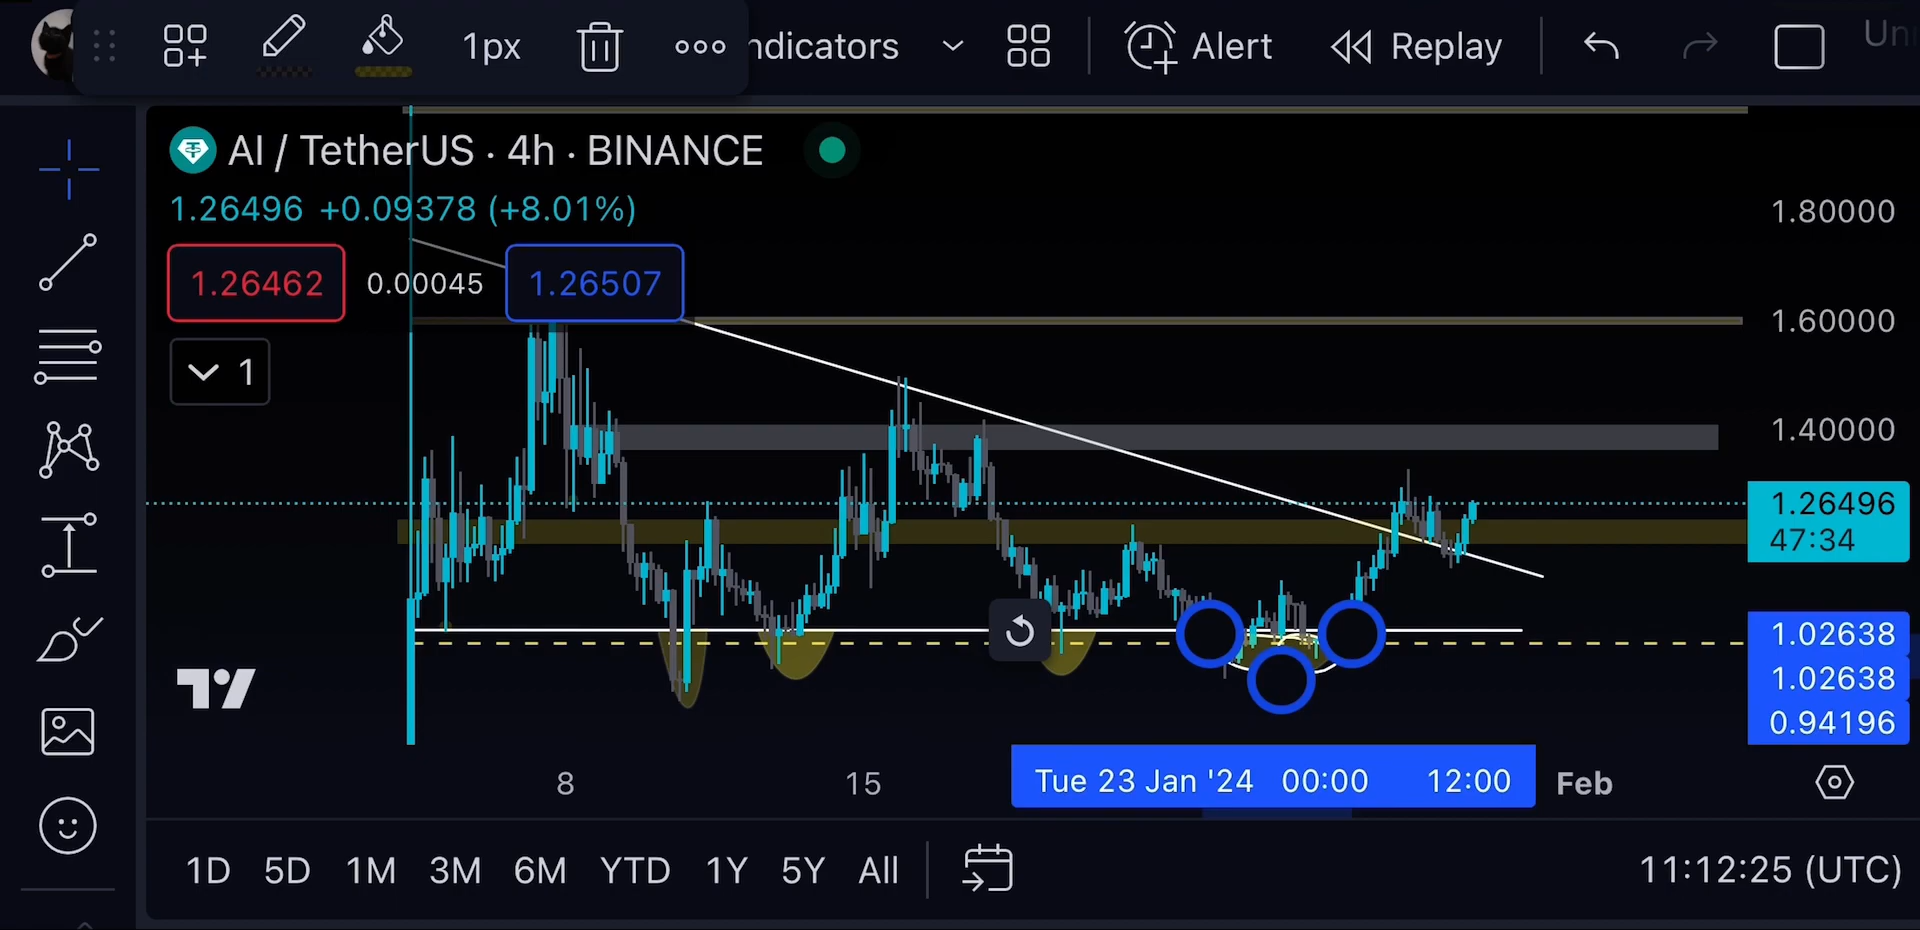 1px
ndicators
Alert
Replay
Un
AI / TetherUS · 4h · BINANCE
1.26496 +0.09378 (+8.01%)
1.26462
0.00045
1.26507
1
1.80000
1.60000
1.40000
1.26496
47:34
1.02638
1.02638
0.94196
8
15
Tue 23 Jan '24 00:00
12:00
Feb
1D 5D 1M 3M 6M YTD 1Y 5Y All
11:12:25 (UTC)